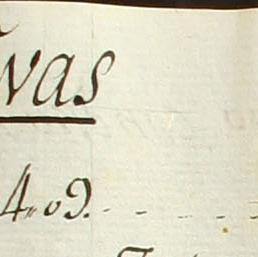 vas
4,,09.- - - - -